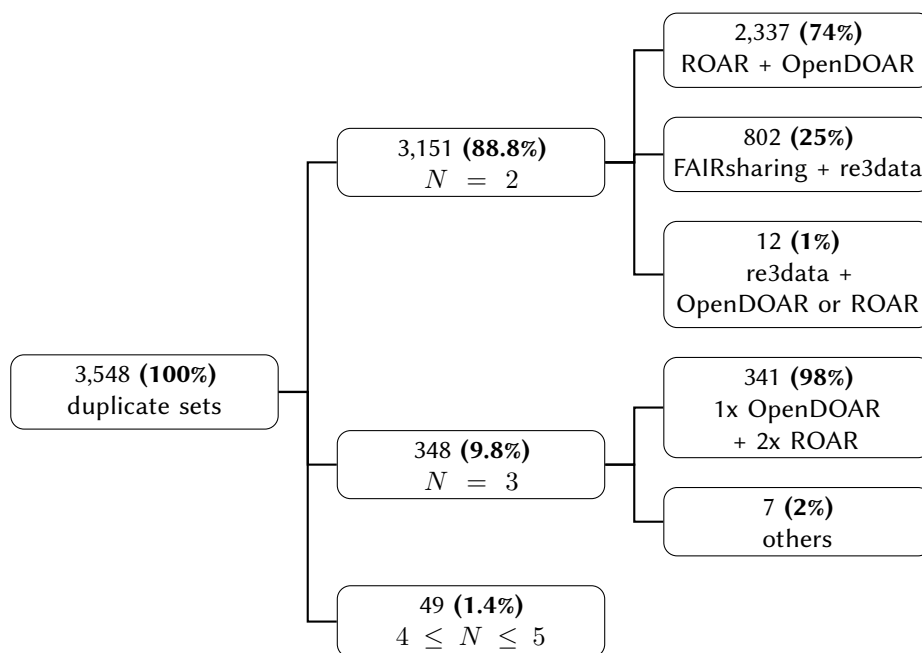 3,548 (100%)
duplicate sets
3,151 (88.8%)
N = 2
2,337 (74%)
ROAR + OpenDOAR
802 (25%)
FAIRsharing + re3data
12 (1%)
re3data +
OpenDOAR or ROAR
348 (9.8%)
N = 3
341 (98%)
1x OpenDOAR
+ 2x ROAR
7 (2%)
others
49 (1.4%)
4 ≤ N ≤ 5